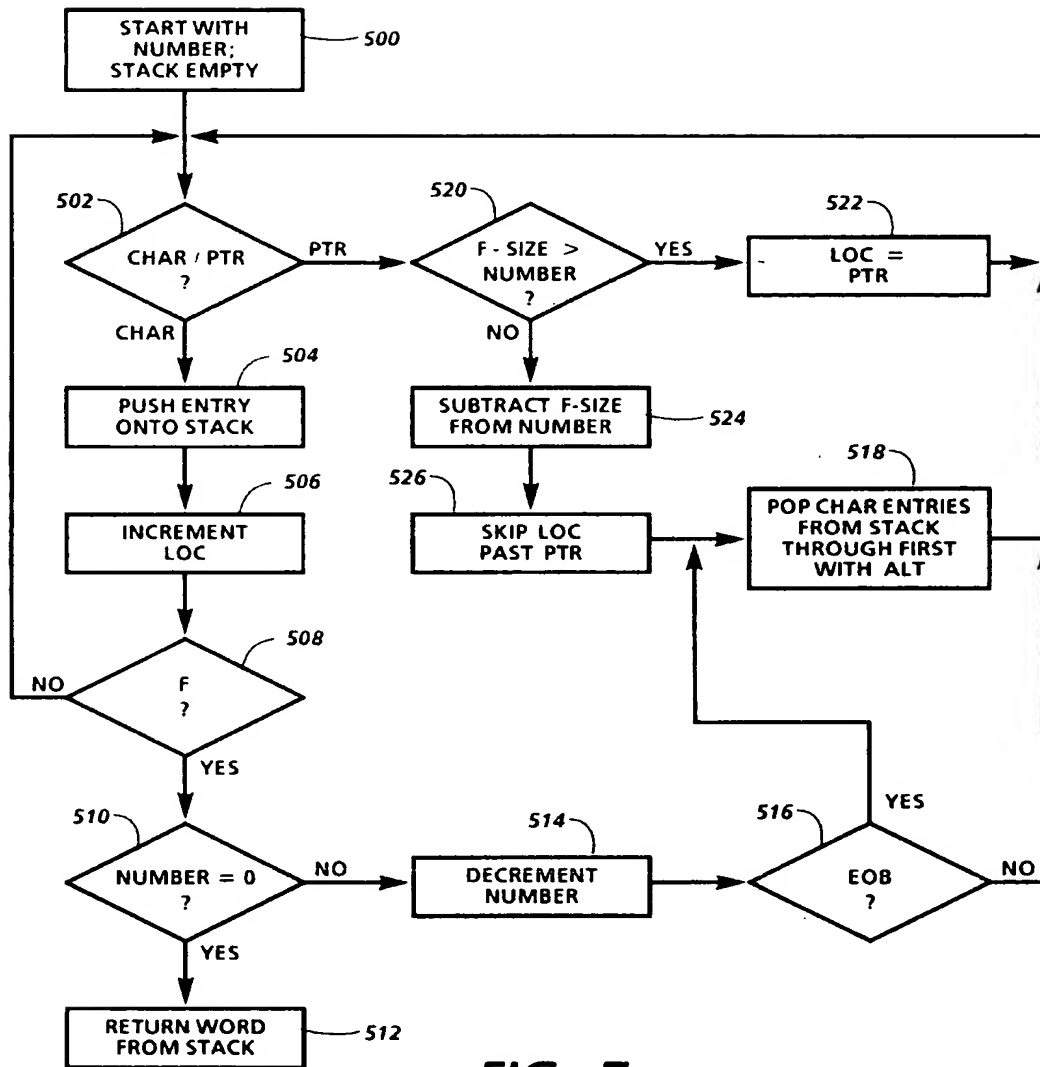 START WITH
NUMBER;
STACK EMPTY
500
502
CHAR / PTR
?
PTR
CHAR
520
F - SIZE >
NUMBER
?
YES
NO
522
LOC =
PTR
504
PUSH ENTRY
ONTO STACK
SUBTRACT F-SIZE
FROM NUMBER
524
506
INCREMENT
LOC
526
SKIP LOC
PAST PTR
518
POP CHAR ENTRIES
FROM STACK
THROUGH FIRST
WITH ALT
508
F
?
NO
YES
510
NUMBER = 0
?
NO
YES
514
DECREMENT
NUMBER
516
EOB
?
YES
NO
RETURN WORD
FROM STACK
512